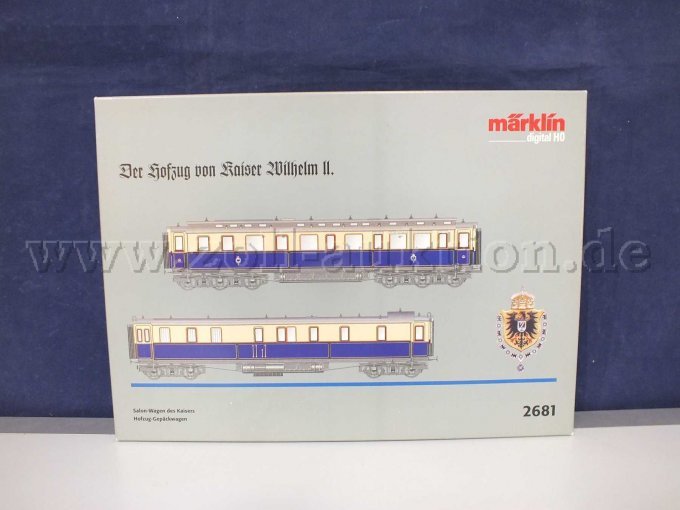 märklin
digital H0
Der Hofzug von Kaiser Wilhelm II.
www.zoll-auktion.de
Salon-Wagen des Kaisers
Hofzug-Gepäckwagen
2681